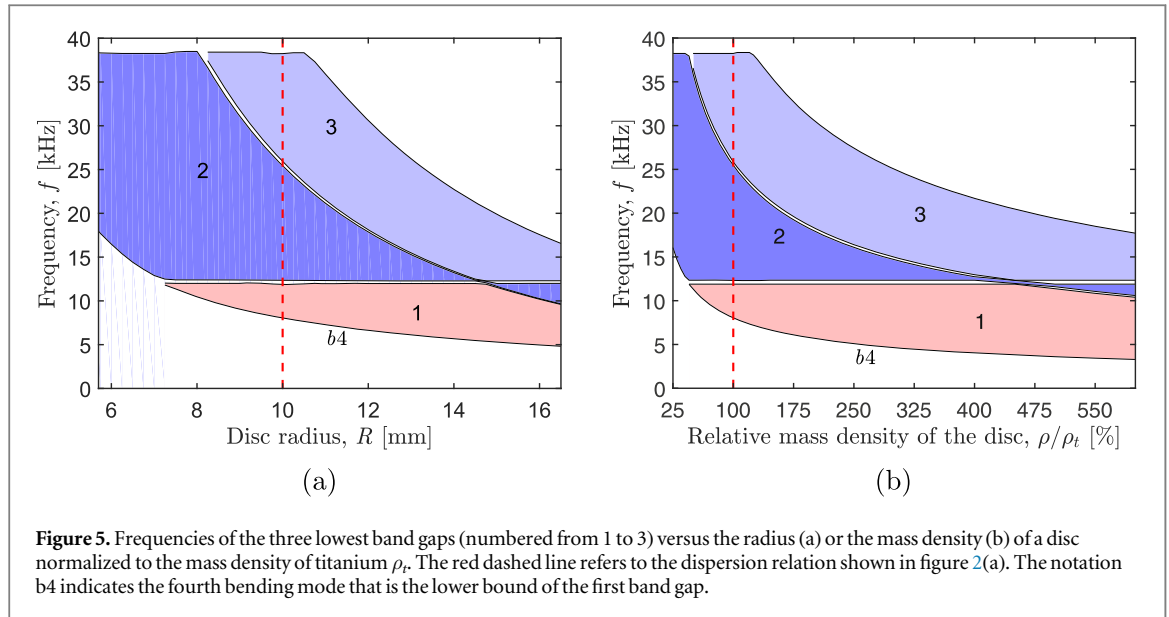 40
35
30
25
20
15
10
5
0
Frequency, f [kHz]
3
2
1
b4
6 8 10 12 14 16
Disc radius, R [mm]
(a)
40
35
30
25
20
15
10
5
0
Frequency, f [kHz]
3
2
1
b4
25 100 175 250 325 400 475 550
Relative mass density of the disc, ρ/ρt [%]
(b)
Figure 5. Frequencies of the three lowest band gaps (numbered from 1 to 3) versus the radius (a) or the mass density (b) of a disc
normalized to the mass density of titanium ρt. The red dashed line refers to the dispersion relation shown in figure 2(a). The notation
b4 indicates the fourth bending mode that is the lower bound of the first band gap.